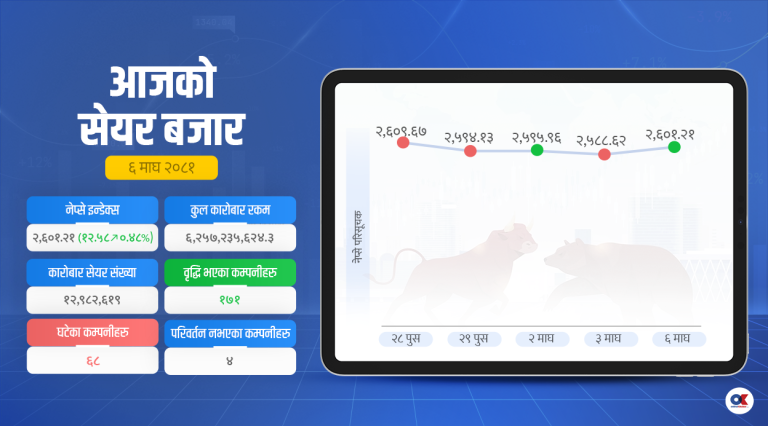 आजको
सेयर बजार
६ माघ २०८१
नेप्से इन्डेक्स
२,६०१.२१ (१२.५८↗०.४८%)
कुल कारोबार रकम
६,२५७,२३५,६२४.३
कारोबार सेयर संख्या
१२,९८२,६१९
वृद्धि भएका कम्पनीहरु
१७१
घटेका कम्पनीहरु
६८
परिवर्तन नभएका कम्पनीहरु
४
२,६०९.६७ २,५९४.१३ २,५९५.९६ २,५८८.६२ २,६०१.२१
नेप्से परिसूचक
२८ पुस २९ पुस २ माघ ३ माघ ६ माघ